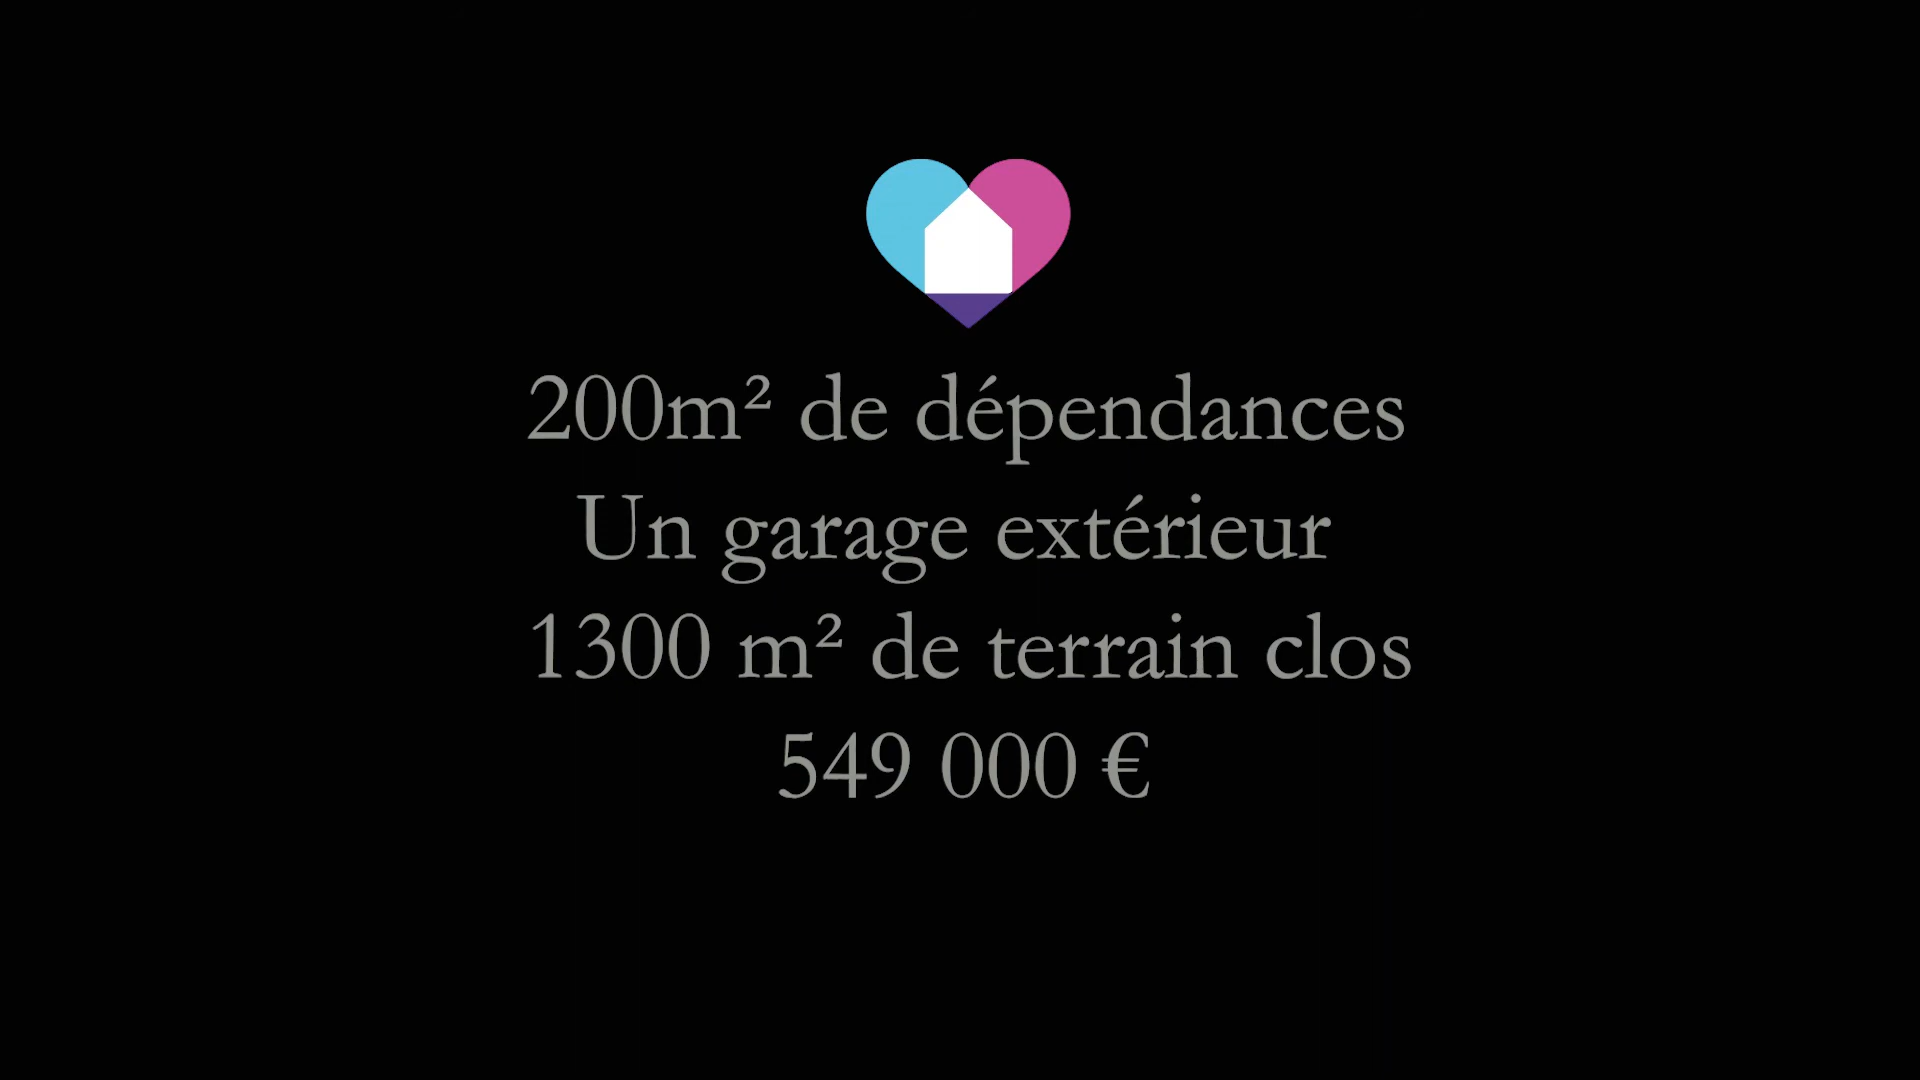 200m² de dépendances
Un garage extérieur
1300 m² de terrain clos
549 000 €